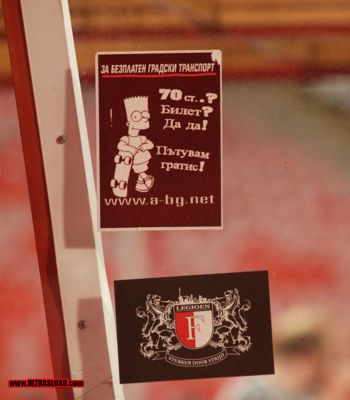 ЗА БЕЗПЛАТЕН ГРАДСКИ ТРАНСПОРТ
70 ст..?
Билет?
Да да!
Пътувам
гратис!
www.a-bg.net
LEGIOEN
F
STERKER DOOR STRIJD
www.ULTRASLOKO.com